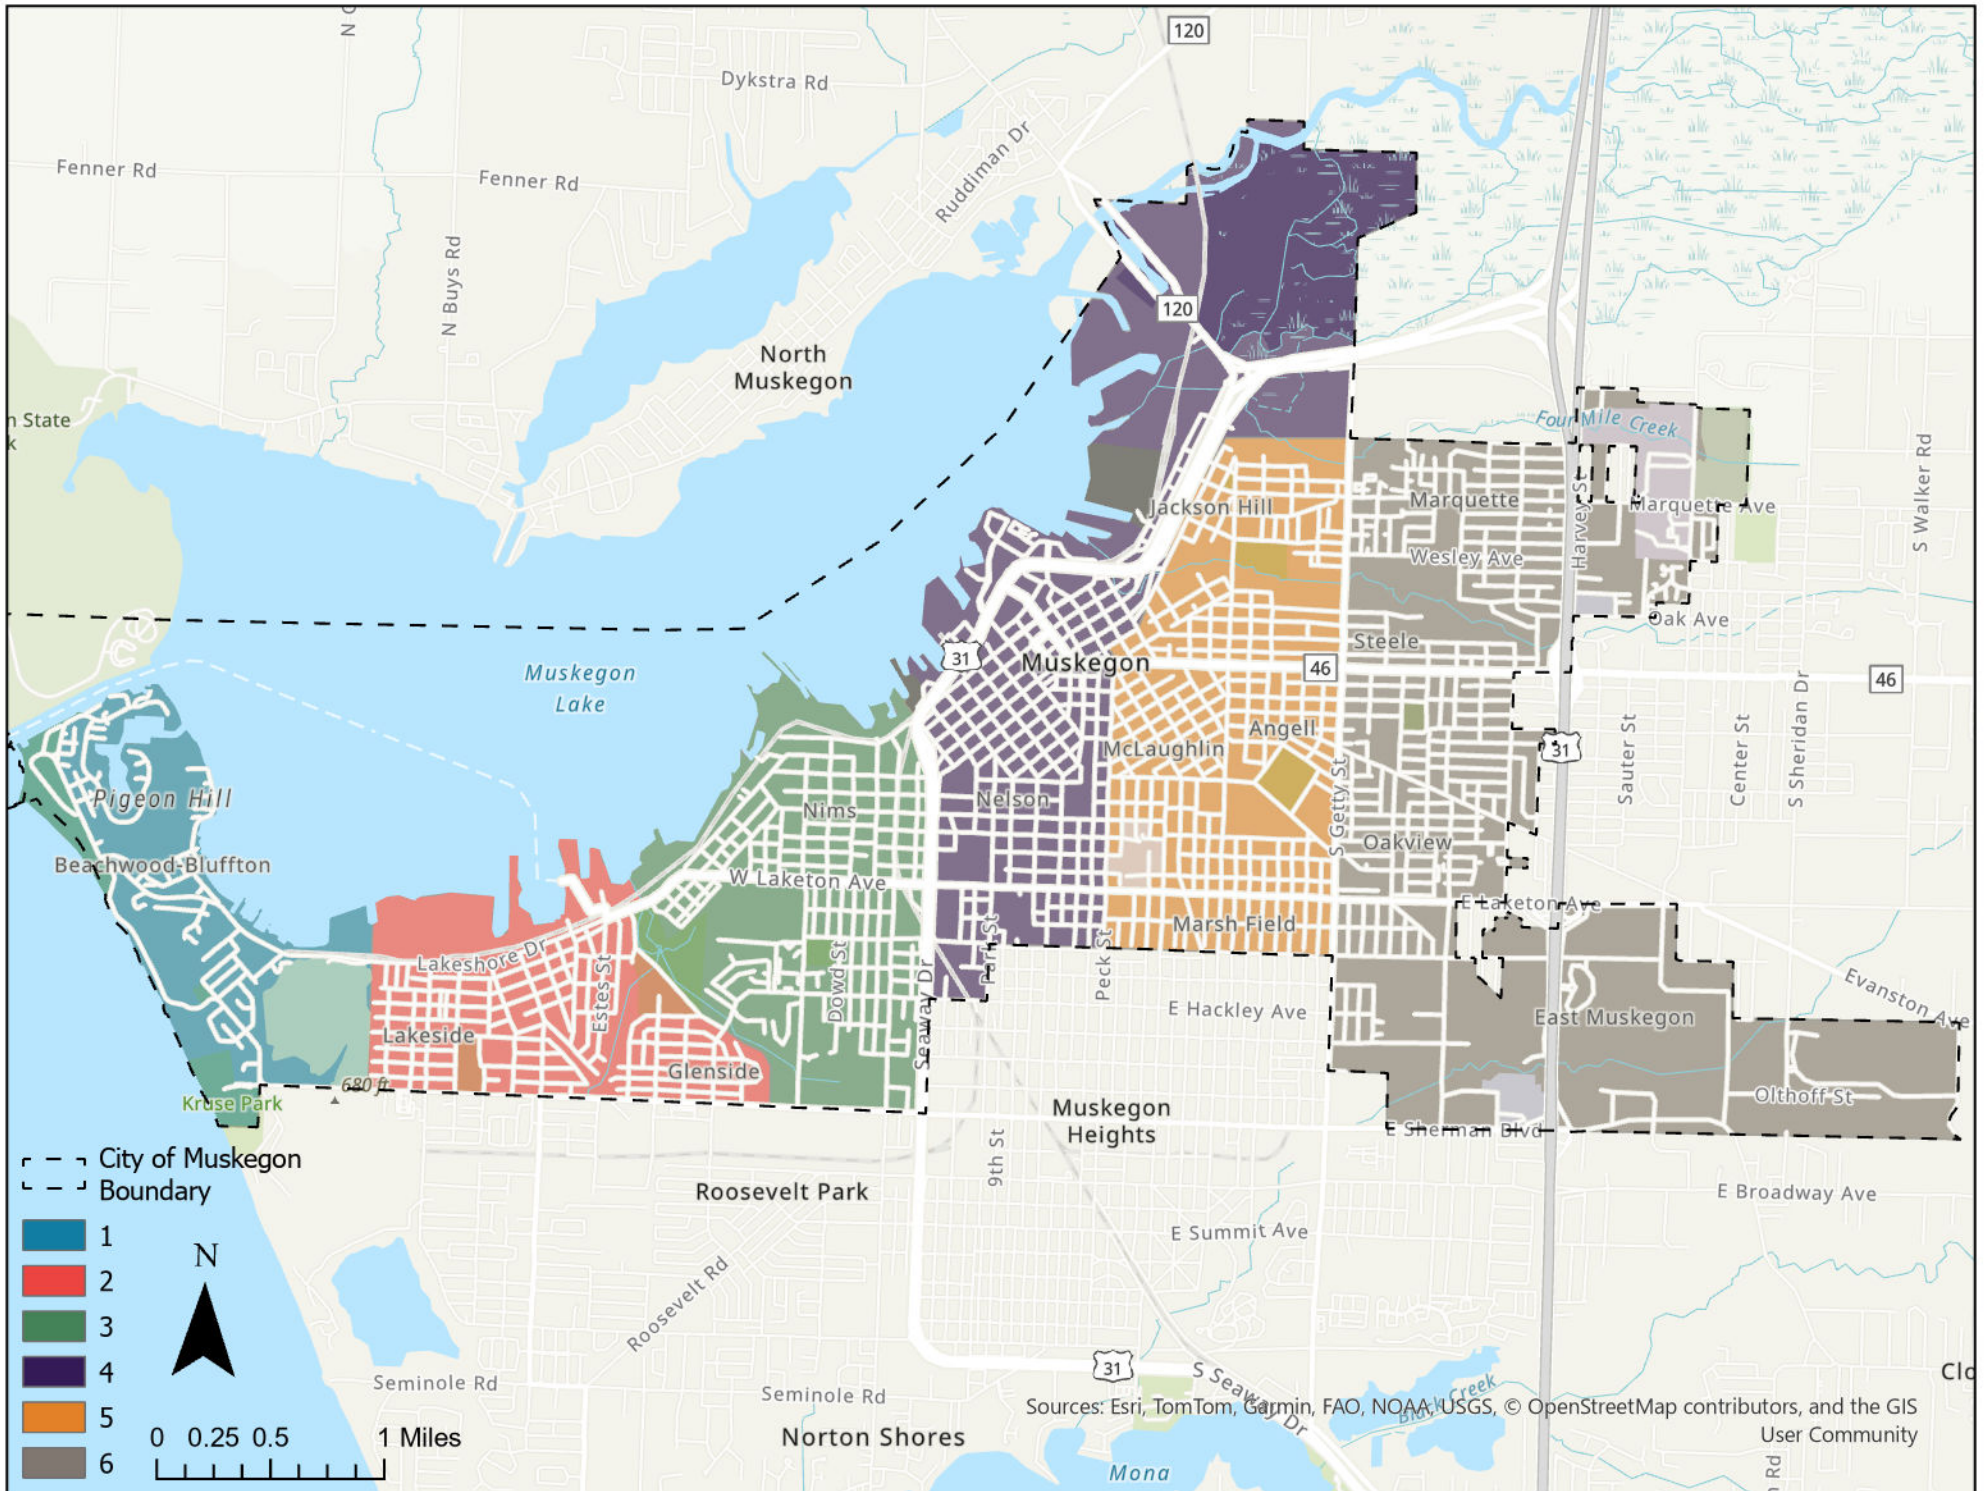 120
N C
Dykstra Rd
Ruddiman Dr
Fenner Rd
Fenner Rd
N Buys Rd
120
North
Muskegon
n State
k
Four Mile Creek
S Walker Rd
Marquette
Jackson Hill
Harvey St
Marquette Ave
Wesley Ave
Oak Ave
Steele
31
Muskegon
46
46
Muskegon
Lake
S Sheridan Dr
Sauter St
Center St
Angell
McLaughlin
31
Pigeon Hill
Nims
Nelson
S Getty St
Oakview
Beachwood-Bluffton
W Laketon Ave
E Laketon Ave
Marsh Field
Lakeshore Dr
Estes St
Dowd St
Seaway Dr
Park St
Peck St
E Hackley Ave
Evanston Ave
East Muskegon
Lakeside
Glenside
680 ft
Kruse Park
Olthoff St
Muskegon
Heights
E Sherman Blvd
9th St
City of Muskegon
Boundary
Roosevelt Park
E Broadway Ave
E Summit Ave
1
2
3
4
5
6
N
Roosevelt Rd
31
S Seaway Dr
Clo
Seminole Rd
Seminole Rd
Black Creek
Sources: Esri, TomTom, Garmin, FAO, NOAA, USGS, © OpenStreetMap contributors, and the GIS
User Community
0 0.25 0.5 1 Miles
Norton Shores
Mona
n Rd